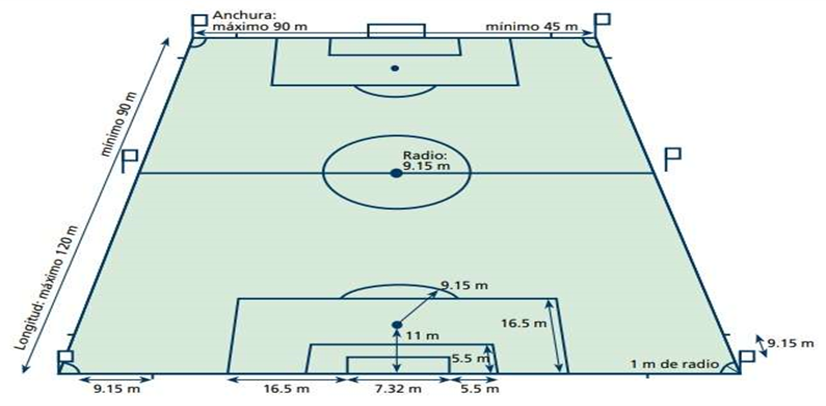 Anchura:
máximo 90 m
mínimo 45 m
mínimo 90 m
Longitud: máximo 120 m
Radio:
9.15 m
9.15 m
16.5 m
11 m
5.5 m
1 m de radio
9.15 m
9.15 m
16.5 m
7.32 m
5.5 m